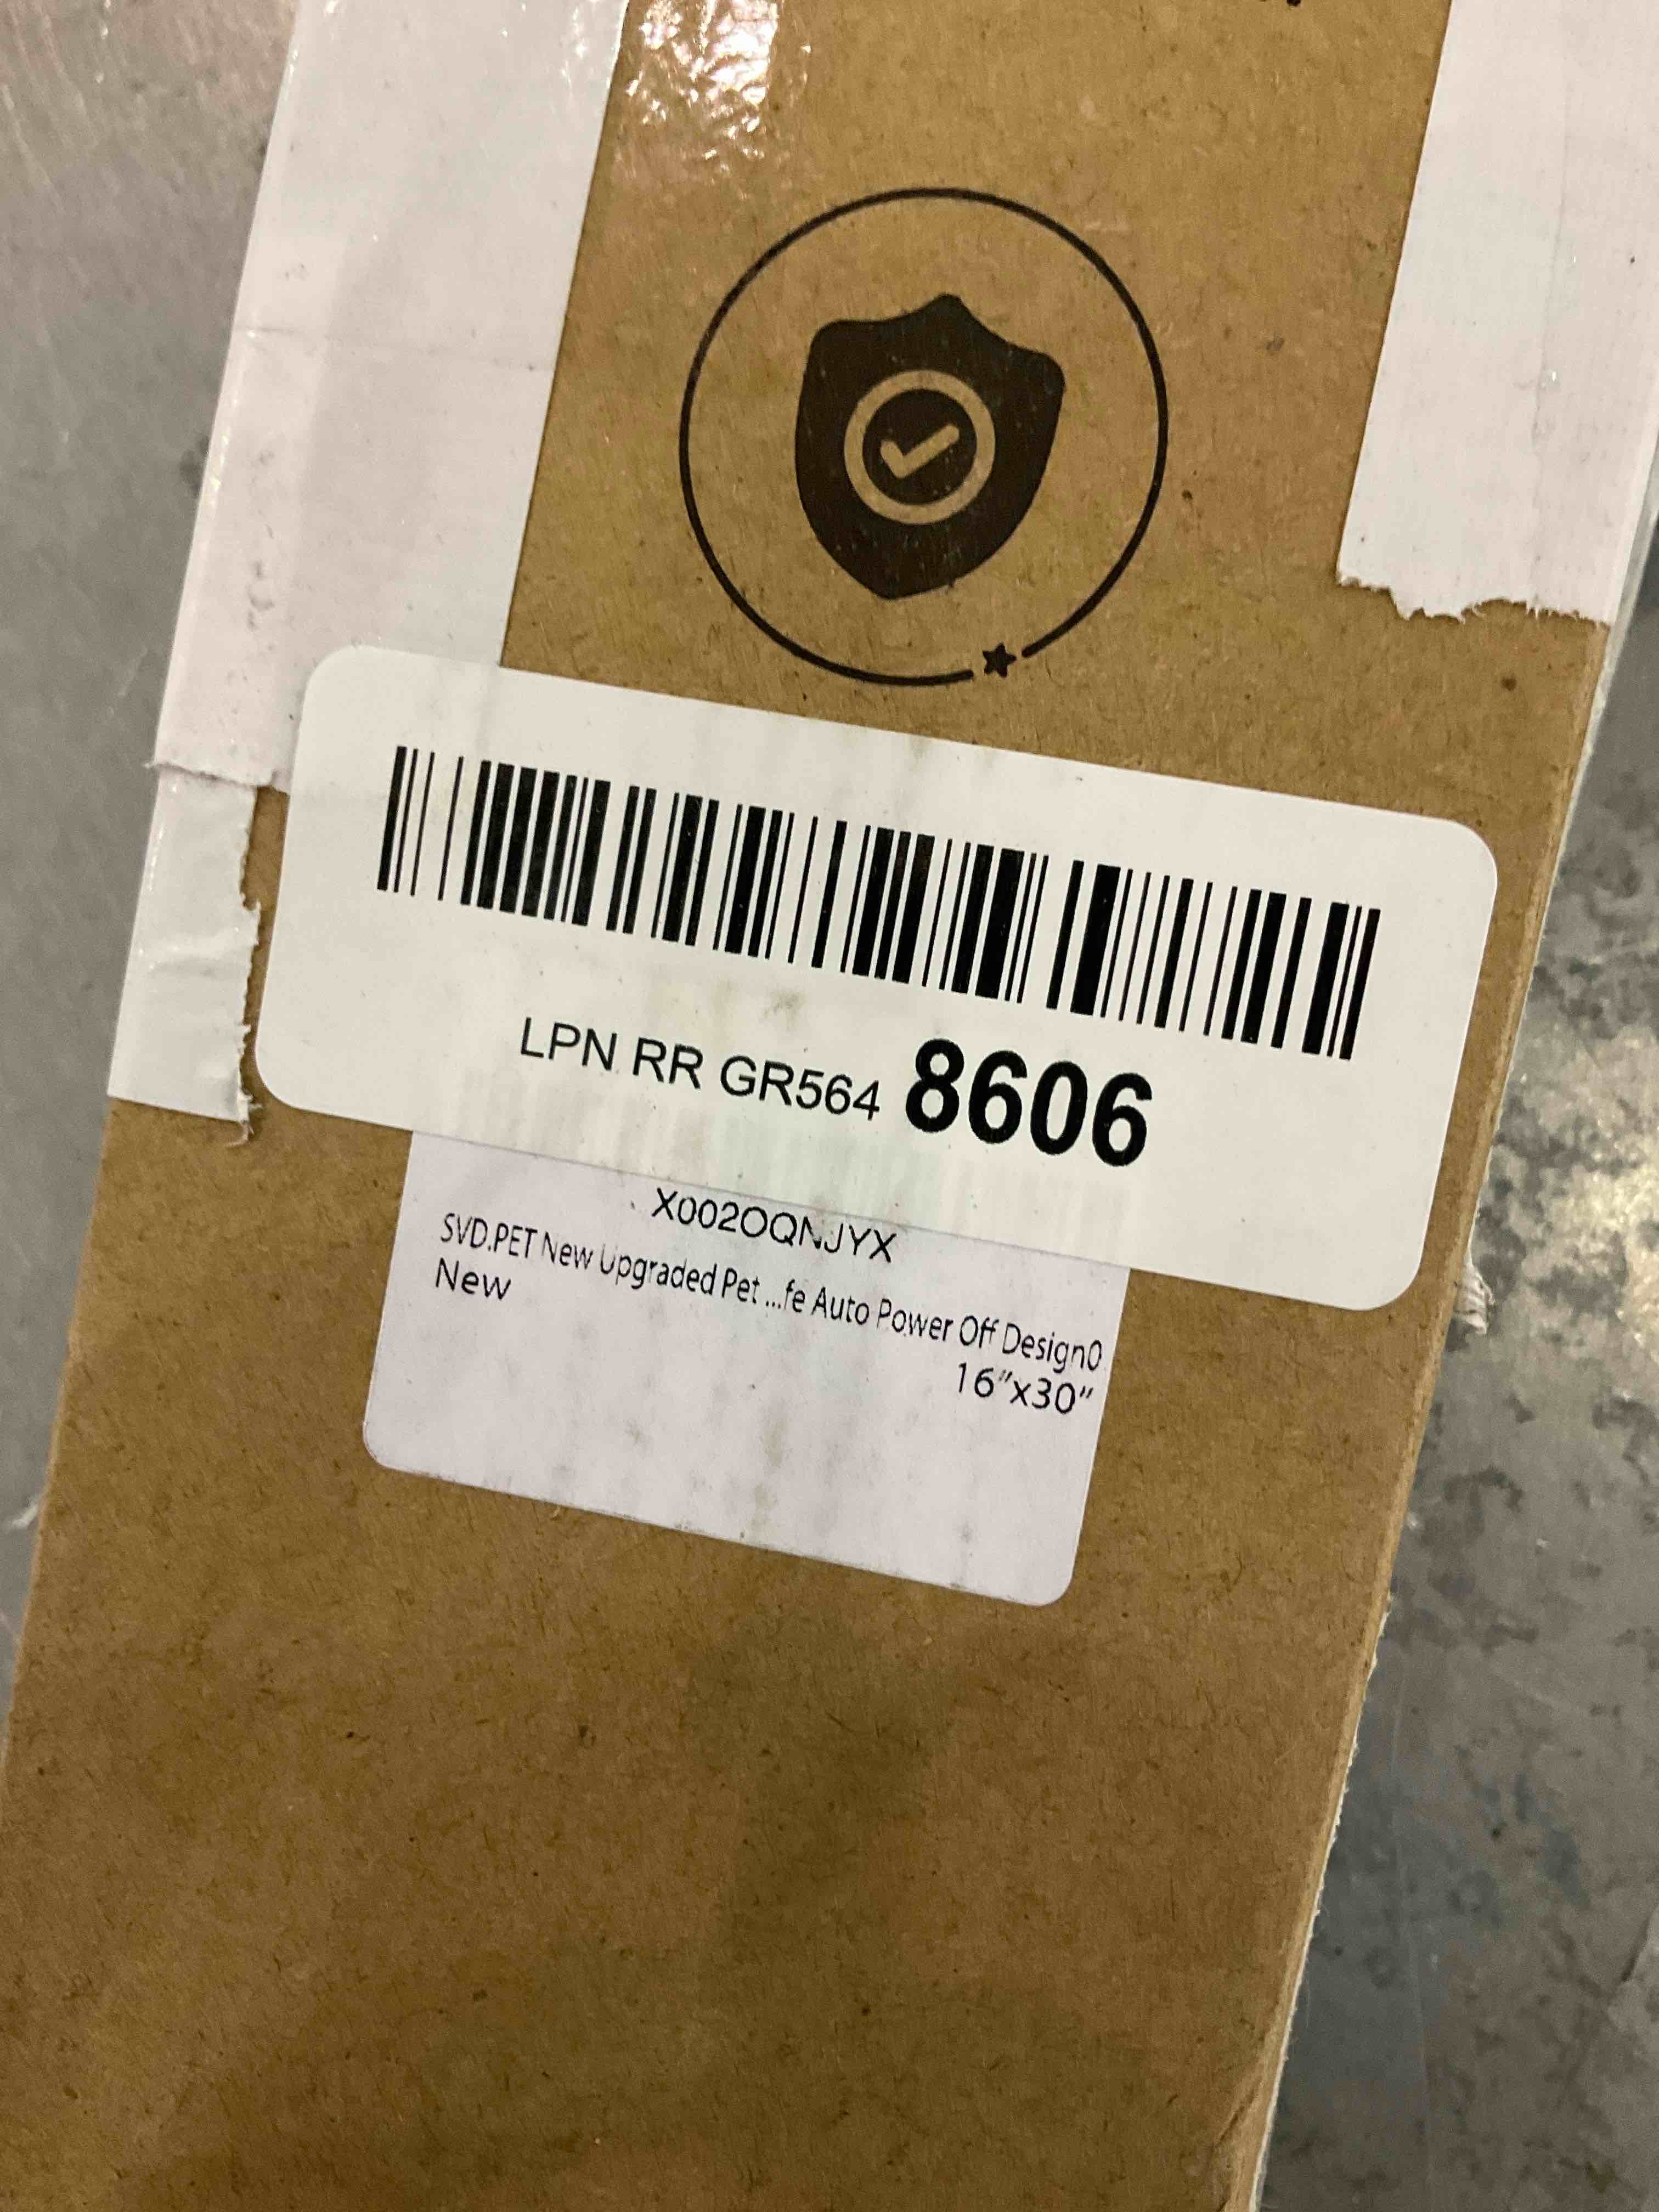 LPN RR GR564 8606
X002OQNJYX
SVD.PET New Upgraded Pet ...fe Auto Power Off Design0
New
16"x30"